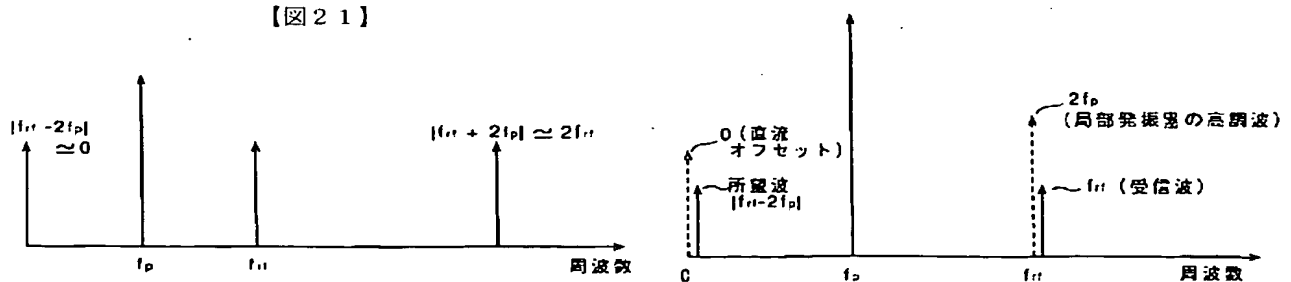 【図21】
|frf -2fp|
≃0
|frf + 2fp| ≃ 2frf
fp
frf
周波数
0(直流
オフセット)
所望波
|frf-2fp|
2fp
(局部発振器の高調波)
frf(受信波)
0
fp
frf
周波数